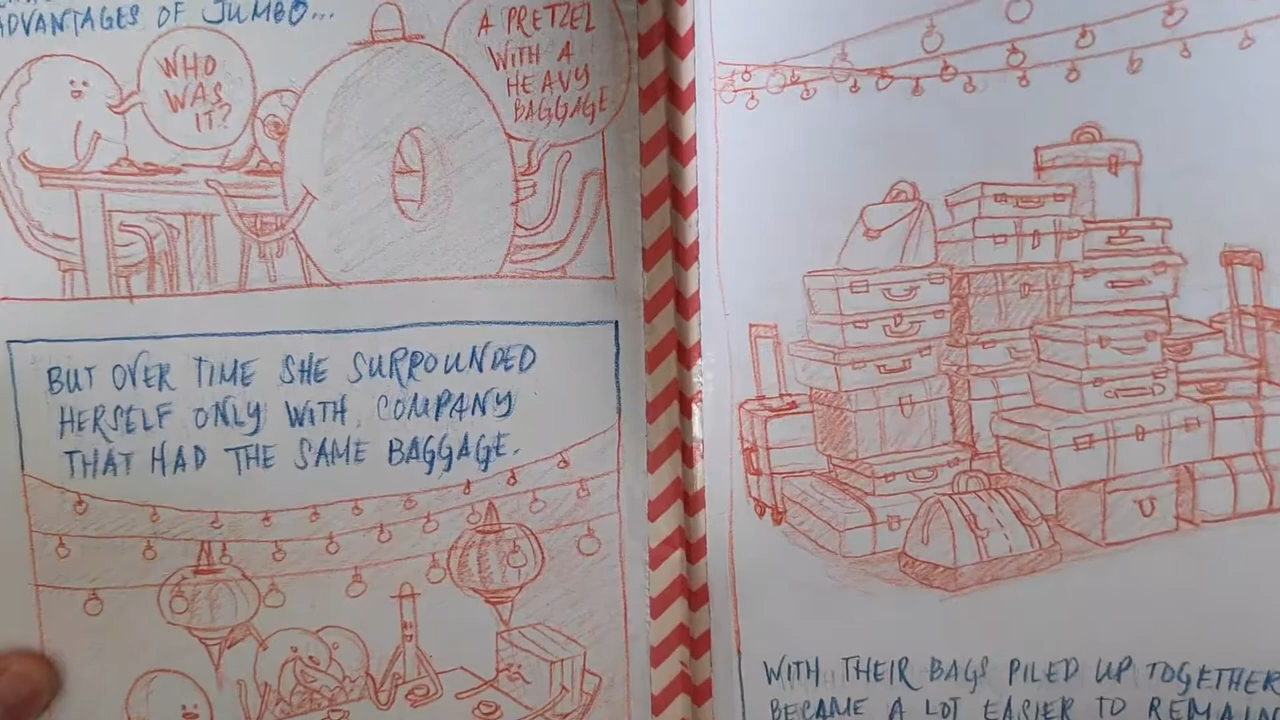 ADVANTAGES OF JUMBO...
WHO
WAS
IT?
A PRETZEL
WITH A
HEAVY
BAGGAGE
BUT OVER TIME SHE SURROUNDED
HERSELF ONLY WITH COMPANY
THAT HAD THE SAME BAGGAGE.
WITH THEIR BAGS PILED UP TOGETHER
BECAME A LOT EASIER TO REMAIN